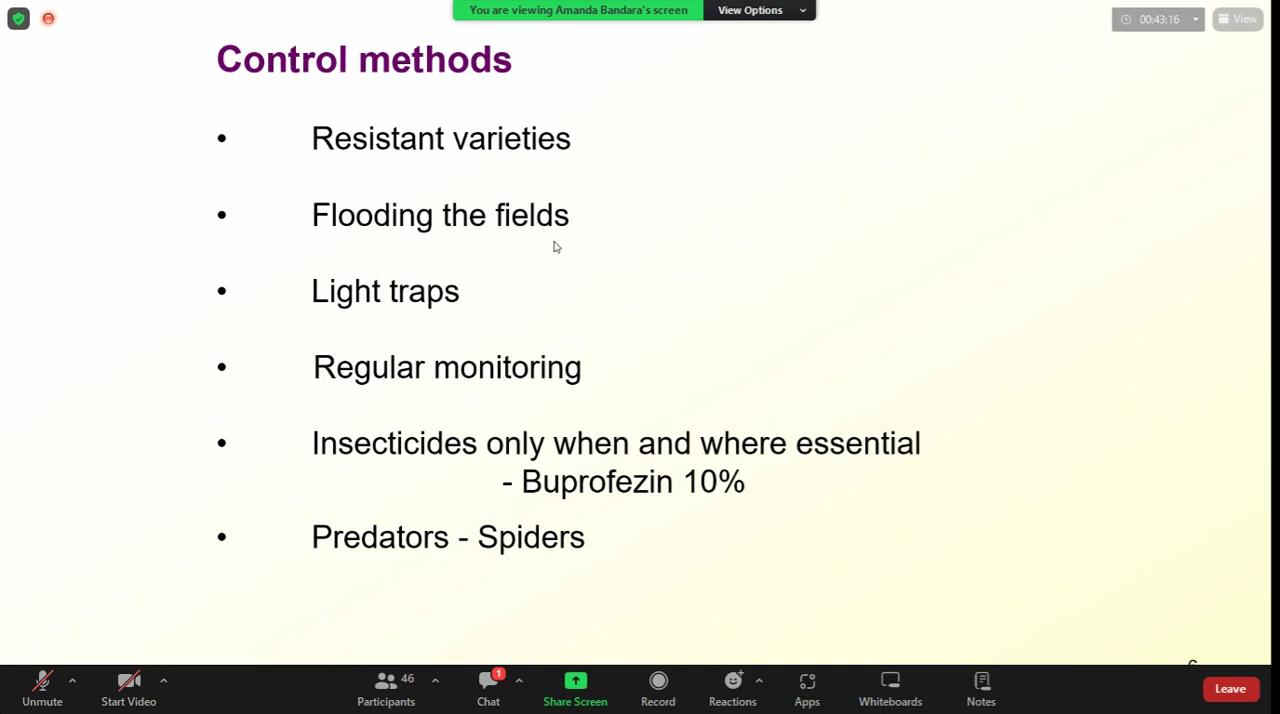 You are viewing Amanda Bandara's screen
View Options
00:43:16
View
Control methods
• Resistant varieties
• Flooding the fields
• Light traps
• Regular monitoring
• Insecticides only when and where essential
- Buprofezin 10%
• Predators - Spiders
46
1
Unmute
Start Video
Participants
Chat
Share Screen
Record
Reactions
Apps
Whiteboards
Notes
Leave